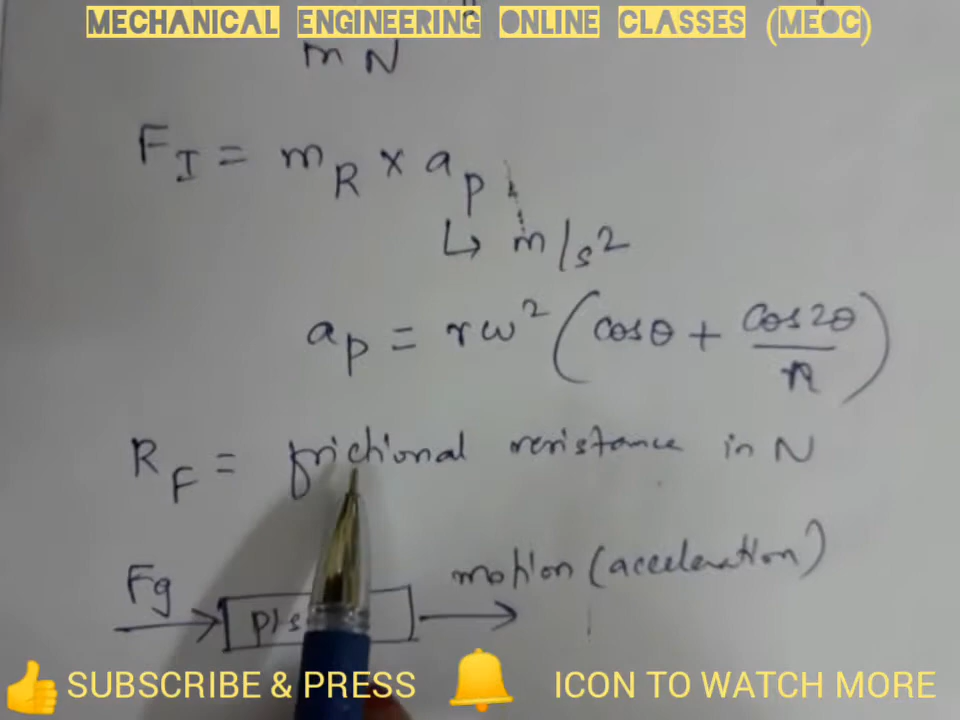 MECHANICAL ENGINEERING ONLINE CLASSES (MEOC)
m N
F_I = m_R × a_p
↳ m/s²
a_p = rω² (cosθ + cos2θ/n)
R_F = frictional resistance in N
Fg
motion (acceleration)
SUBSCRIBE & PRESS ICON TO WATCH MORE